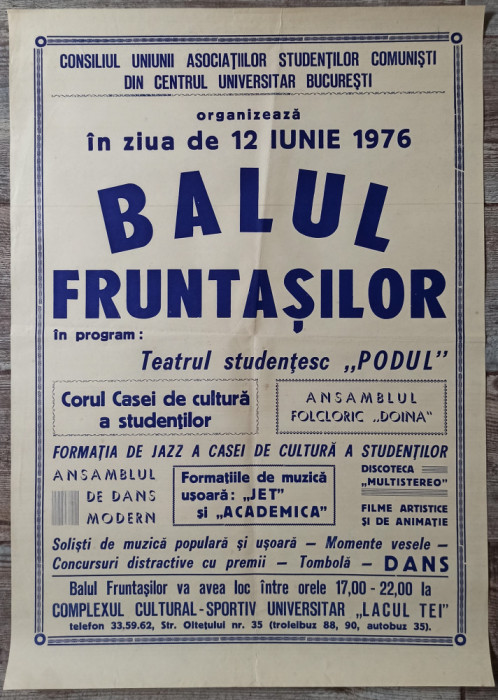 CONSILIUL UNIUNII ASOCIAȚIILOR STUDENȚILOR COMUNIȘTI
DIN CENTRUL UNIVERSITAR BUCUREȘTI
organizează
în ziua de 12 IUNIE 1976
BALUL
FRUNTAȘILOR
în program:
Teatrul studențesc „PODUL”
Corul Casei de cultură
a studenților
ANSAMBLUL
FOLCLORIC „DOINA”
FORMAȚIA DE JAZZ A CASEI DE CULTURĂ A STUDENȚILOR
ANSAMBLUL
DE DANS
MODERN
Formațiile de muzică
ușoară: „JET”
și „ACADEMICA”
DISCOTECA
„MULTISTEREO”
FILME ARTISTICE
ȘI DE ANIMAȚIE
Soliști de muzică populară și ușoară — Momente vesele —
Concursuri distractive cu premii — Tombolă — DANS
Balul Fruntașilor va avea loc între orele 17,00 - 22,00 la
COMPLEXUL CULTURAL-SPORTIV UNIVERSITAR „LACUL TEI”
telefon 33.59.62, Str. Oltețului nr. 35 (troleibuz 88, 90, autobuz 35).